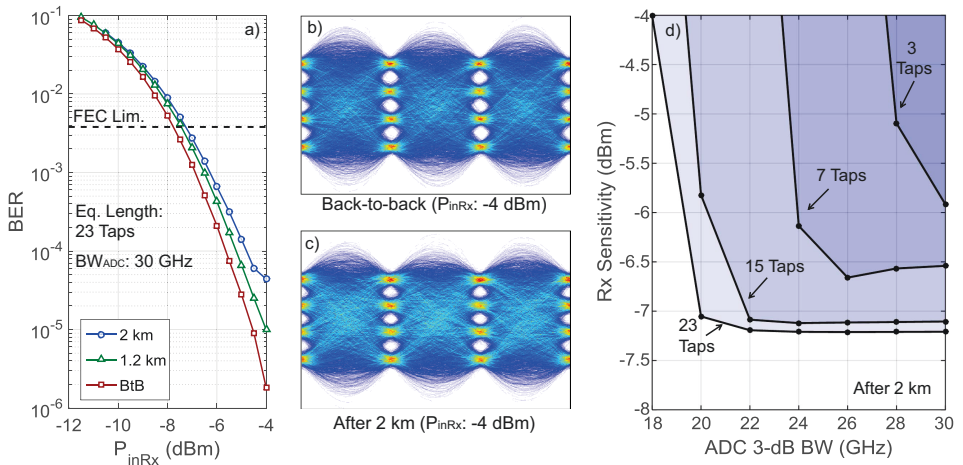 a)
10^-1
10^-2
10^-3
10^-4
10^-5
10^-6
BER
FEC Lim.
Eq. Length:
23 Taps
BW_ADC: 30 GHz
2 km
1.2 km
BtB
-12
-10
-8
-6
-4
P_inRx (dBm)
b)
Back-to-back (P_inRx: -4 dBm)
c)
After 2 km (P_inRx: -4 dBm)
d)
-4
-4.5
-5
-5.5
-6
-6.5
-7
-7.5
-8
Rx Sensitivity (dBm)
3
Taps
7 Taps
15 Taps
23
Taps
After 2 km
18
20
22
24
26
28
30
ADC 3-dB BW (GHz)